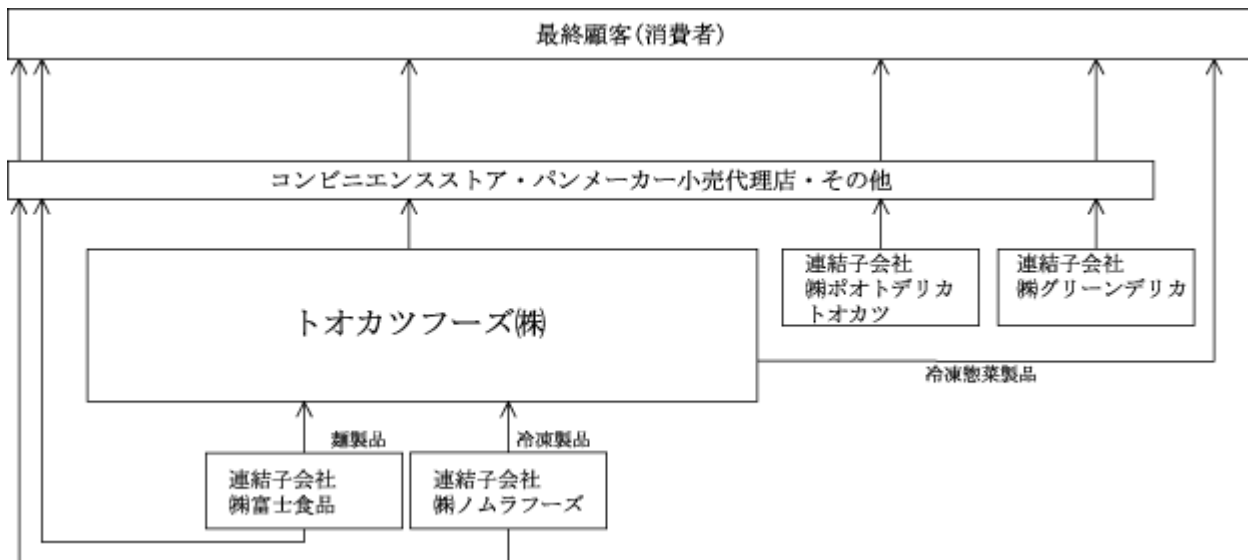 最終顧客(消費者)
コンビニエンスストア・パンメーカー小売代理店・その他
連結子会社
㈱ポオトデリカ
トオカツ
連結子会社
㈱グリーンデリカ
トオカツフーズ㈱
冷凍惣菜製品
麺製品
冷凍製品
連結子会社
㈱富士食品
連結子会社
㈱ノムラフーズ